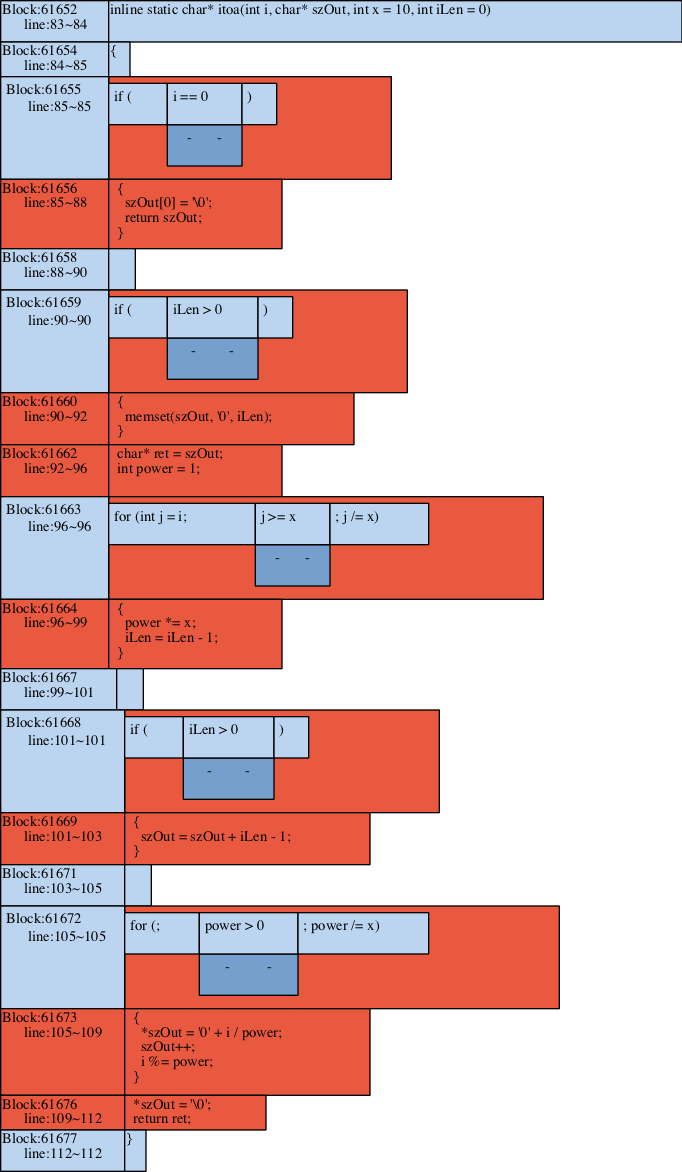 Block:61652 inline static char* itoa(int i, char* szOut, int x = 10, int iLen = 0)
line:83~84
Block:61654 {
line:84~85
Block:61655 if ( i == 0 )
line:85~85
- -
Block:61656 {
line:85~88 szOut[0] = '\0';
return szOut;
}
Block:61658
line:88~90
Block:61659 if ( iLen > 0 )
line:90~90
- -
Block:61660 {
line:90~92 memset(szOut, '0', iLen);
}
Block:61662 char* ret = szOut;
line:92~96 int power = 1;
Block:61663 for (int j = i; j >= x ; j /= x)
line:96~96
- -
Block:61664 {
line:96~99 power *= x;
iLen = iLen - 1;
}
Block:61667
line:99~101
Block:61668 if ( iLen > 0 )
line:101~101
- -
Block:61669 {
line:101~103 szOut = szOut + iLen - 1;
}
Block:61671
line:103~105
Block:61672 for (; power > 0 ; power /= x)
line:105~105
- -
Block:61673 {
line:105~109 *szOut = '0' + i / power;
szOut++;
i %= power;
}
Block:61676 *szOut = '\0';
line:109~112 return ret;
Block:61677 }
line:112~112